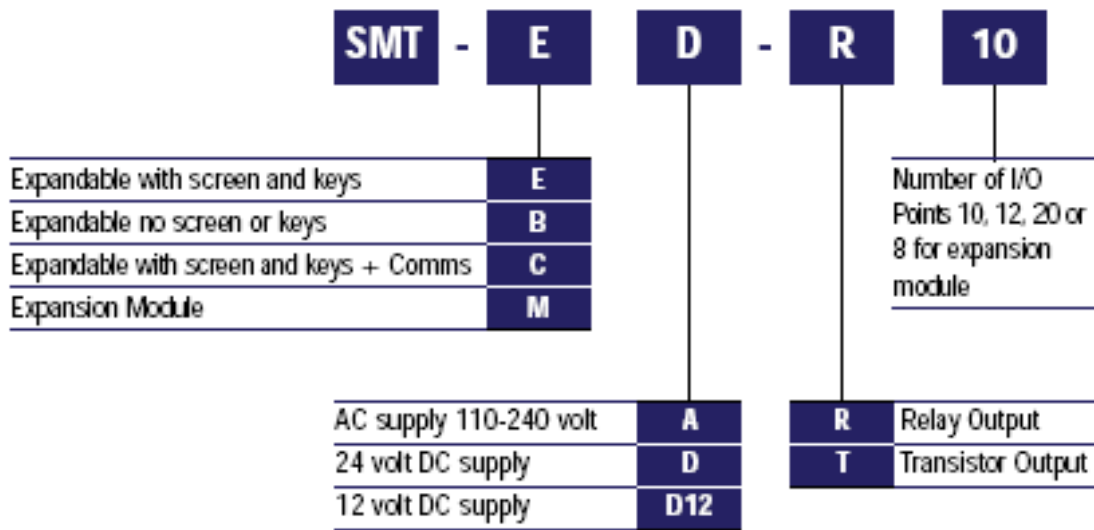 SMT - E D - R 10
Expandable with screen and keys E
Expandable no screen or keys B
Expandable with screen and keys + Comms C
Expansion Module M
Number of I/O
Points 10, 12, 20 or
8 for expansion
module
AC supply 110-240 volt A
24 volt DC supply D
12 volt DC supply D12
R Relay Output
T Transistor Output